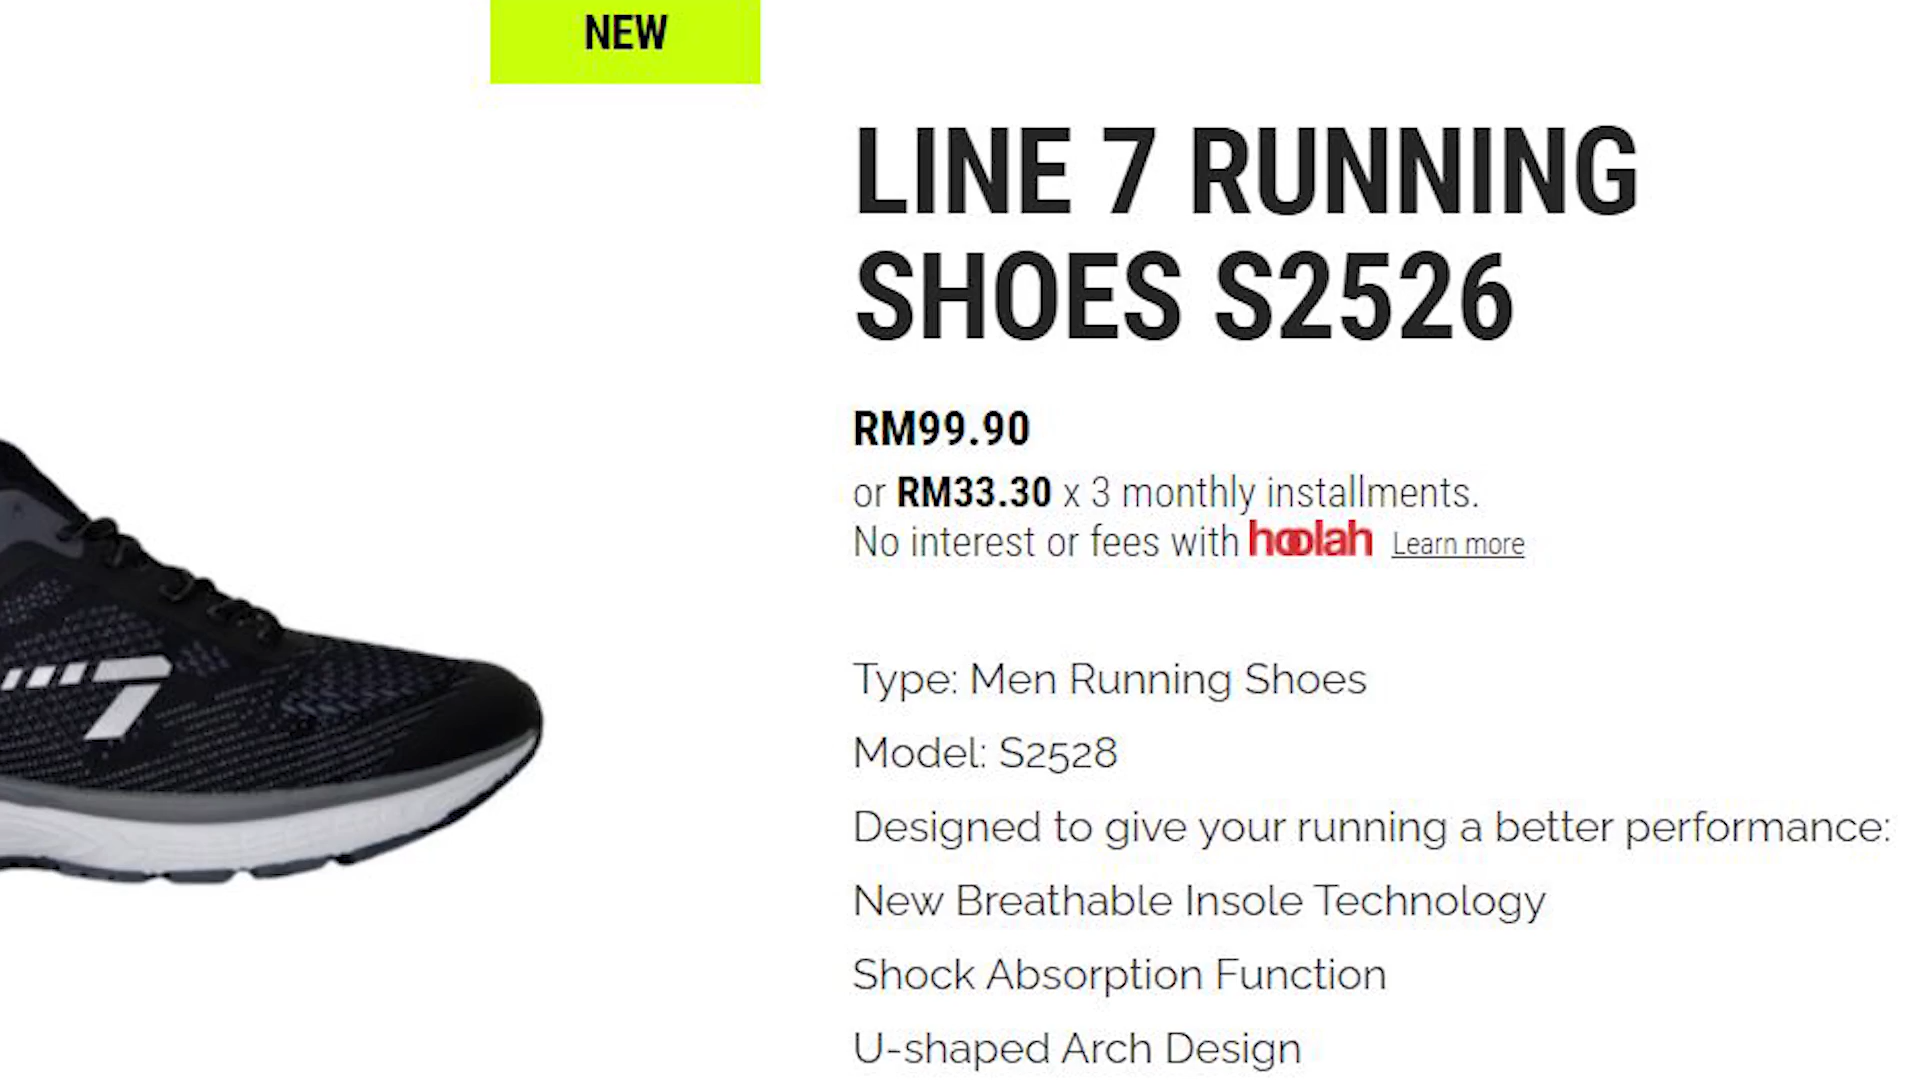 NEW
LINE 7 RUNNING
SHOES S2526
RM99.90
or RM33.30 x 3 monthly installments.
No interest or fees with hoolah Learn more
Type: Men Running Shoes
Model: S2528
Designed to give your running a better performance:
New Breathable Insole Technology
Shock Absorption Function
U-shaped Arch Design
7